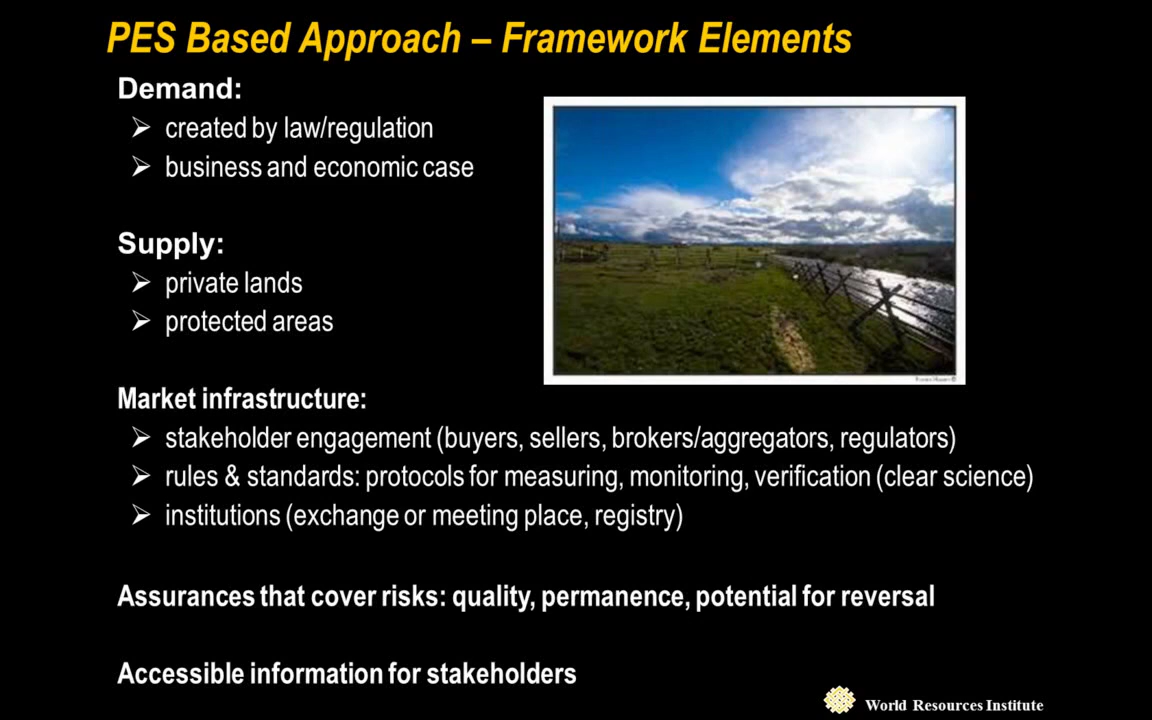 PES Based Approach – Framework Elements
Demand:
➢ created by law/regulation
➢ business and economic case
Supply:
➢ private lands
➢ protected areas
Market infrastructure:
➢ stakeholder engagement (buyers, sellers, brokers/aggregators, regulators)
➢ rules & standards: protocols for measuring, monitoring, verification (clear science)
➢ institutions (exchange or meeting place, registry)
Assurances that cover risks: quality, permanence, potential for reversal
Accessible information for stakeholders
World Resources Institute